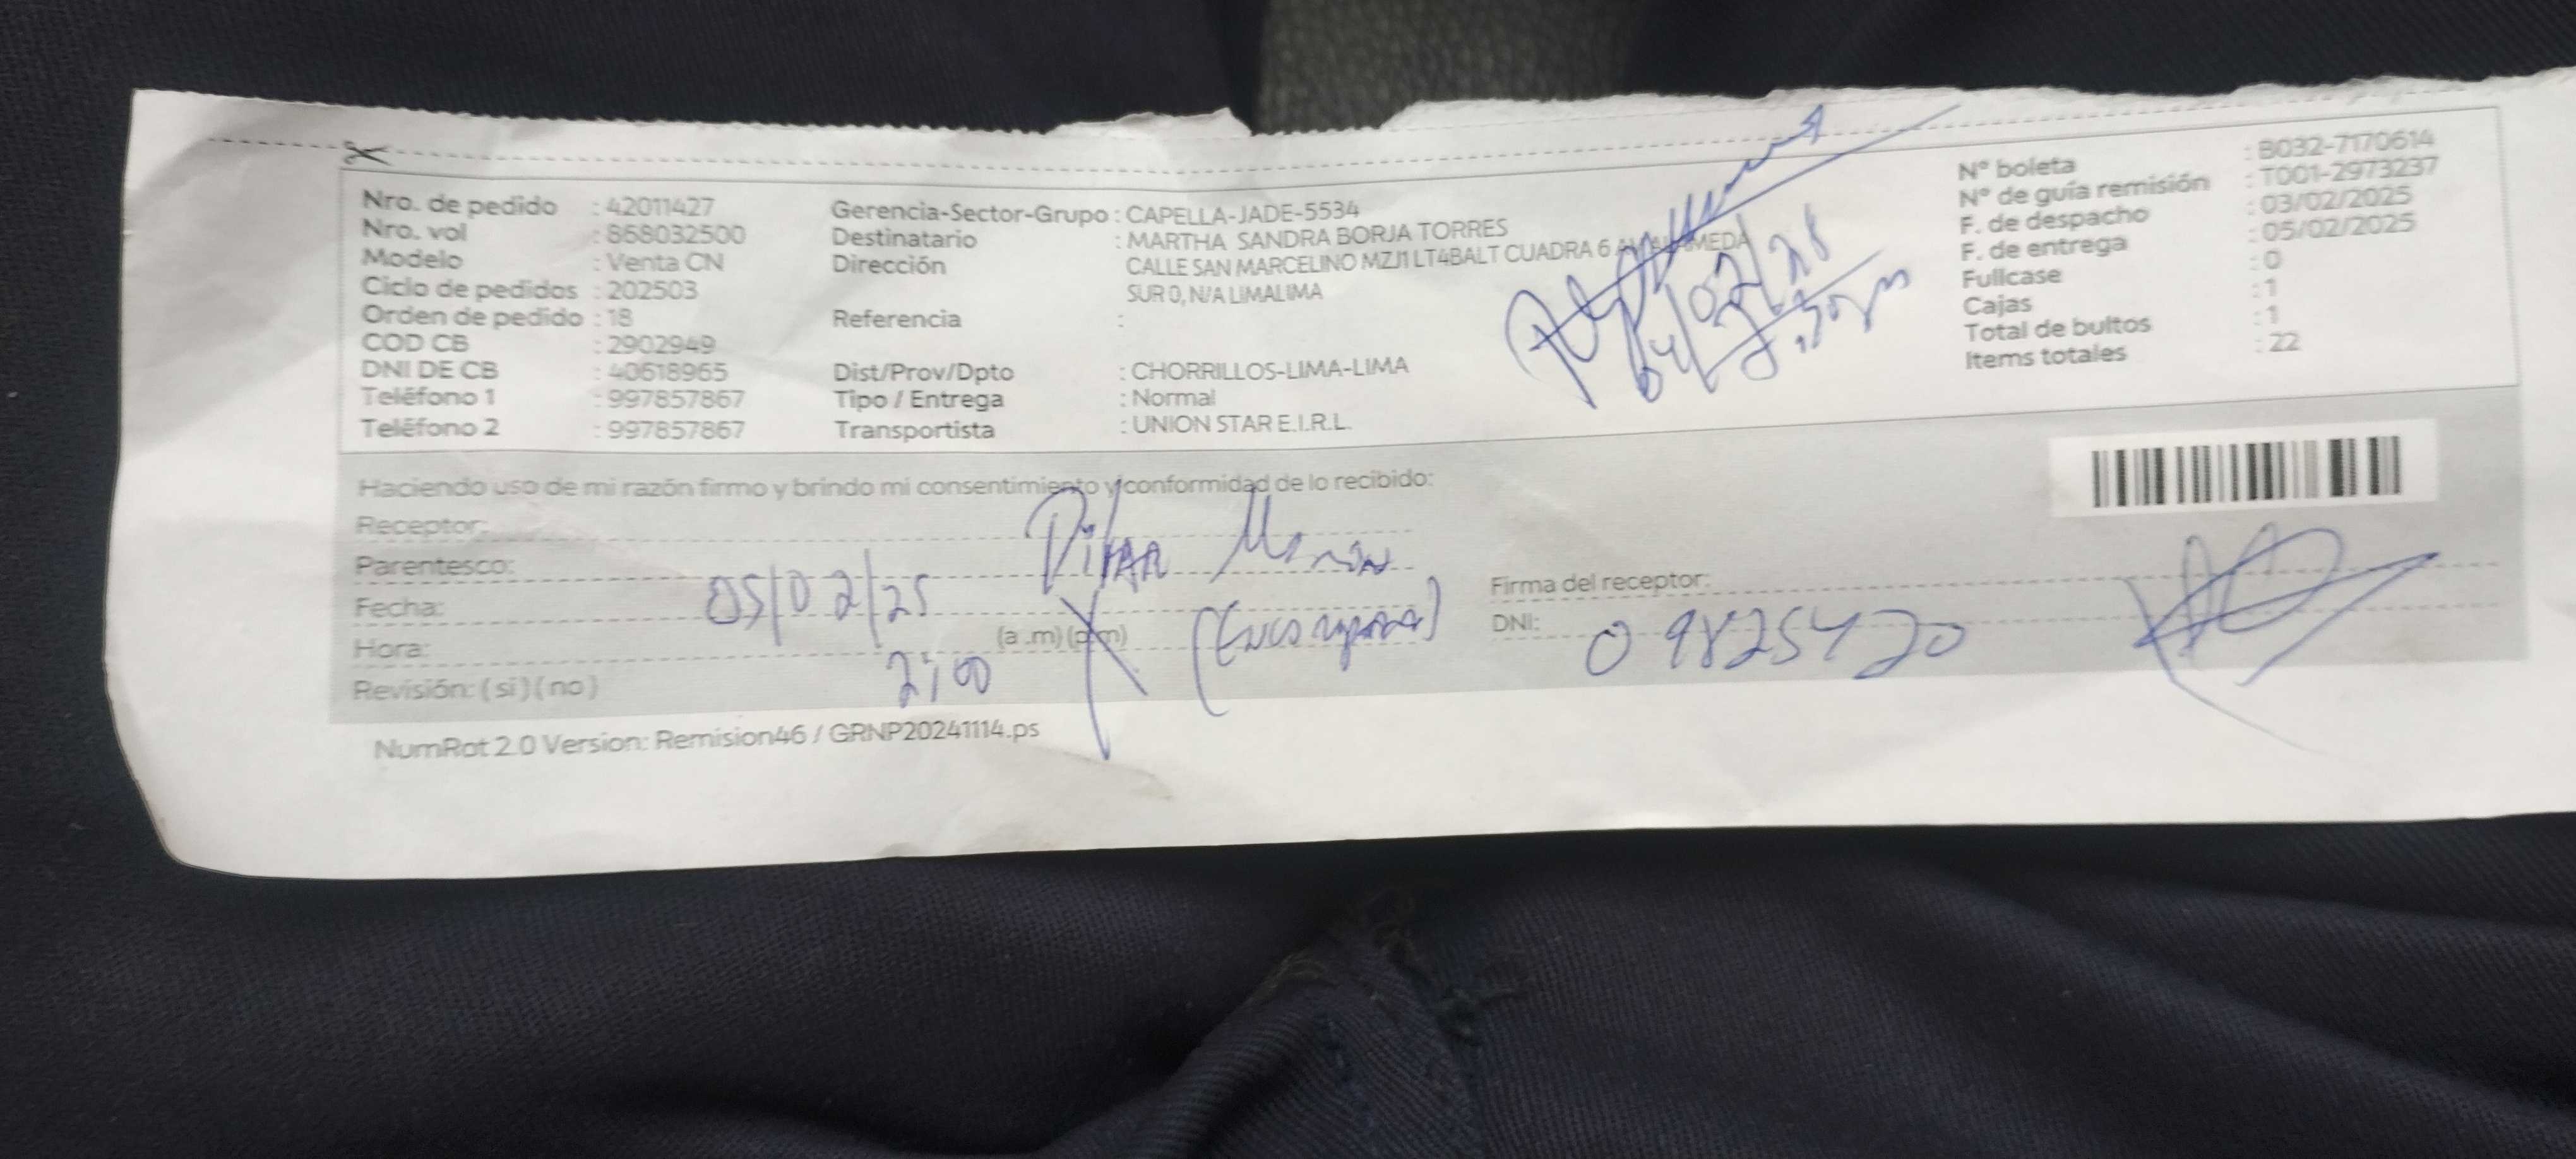 Nro. de pedido : 42011427
Nro. vol : 868032500
Modelo : Venta CN
Ciclo de pedidos : 202503
Orden de pedido : 18
COD CB : 2902949
DNI DE CB : 40618965
Teléfono 1 : 997857867
Teléfono 2 : 997857867
Gerencia-Sector-Grupo : CAPELLA-JADE-5534
Destinatario : MARTHA SANDRA BORJA TORRES
Dirección CALLE SAN MARCELINO MZJ1 LT4BALT CUADRA 6 AV ALAMEDA
SUR 0, N/A LIMALIMA
Referencia :
Dist/Prov/Dpto : CHORRILLOS-LIMA-LIMA
Tipo / Entrega : Normal
Transportista : UNION STAR E.I.R.L.
04/02/25
N° boleta : B032-7170614
N° de guía remisión : T001-2973237
F. de despacho : 03/02/2025
F. de entrega : 05/02/2025
Fullcase : 0
Cajas : 1
Total de bultos : 1
Items totales : 22
Haciendo uso de mi razón firmo y brindo mi consentimiento y conformidad de lo recibido:
Receptor: Pilar
Parentesco:
Fecha: 05/02/25
Hora: 2:00 (a .m) (p.m)
Revisión: ( si ) ( no )
Firma del receptor:
DNI: 09825420
NumRot 2.0 Version: Remision46 / GRNP20241114.ps